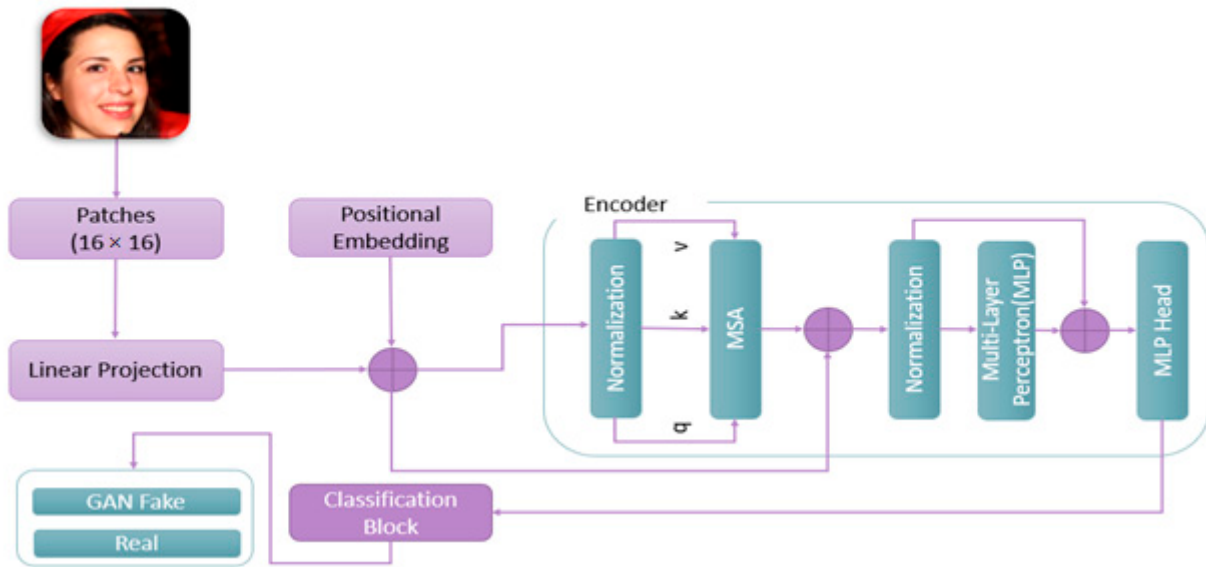 Patches
(16 × 16)
Positional
Embedding
Linear Projection
Encoder
Normalization
v
k
q
MSA
Normalization
Multi-Layer
Perceptron(MLP)
MLP Head
GAN Fake
Real
Classification
Block